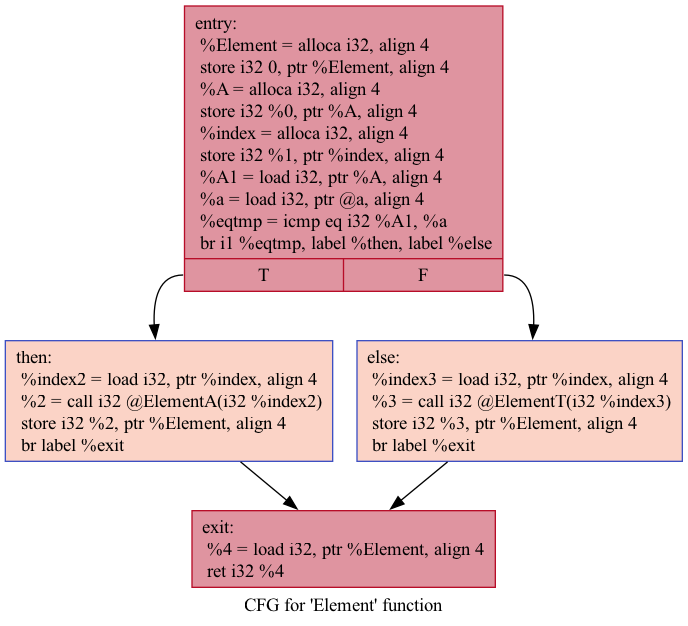 entry:
%Element = alloca i32, align 4
store i32 0, ptr %Element, align 4
%A = alloca i32, align 4
store i32 %0, ptr %A, align 4
%index = alloca i32, align 4
store i32 %1, ptr %index, align 4
%A1 = load i32, ptr %A, align 4
%a = load i32, ptr @a, align 4
%eqtmp = icmp eq i32 %A1, %a
br i1 %eqtmp, label %then, label %else
T F
then:
%index2 = load i32, ptr %index, align 4
%2 = call i32 @ElementA(i32 %index2)
store i32 %2, ptr %Element, align 4
br label %exit
else:
%index3 = load i32, ptr %index, align 4
%3 = call i32 @ElementT(i32 %index3)
store i32 %3, ptr %Element, align 4
br label %exit
exit:
%4 = load i32, ptr %Element, align 4
ret i32 %4
CFG for 'Element' function